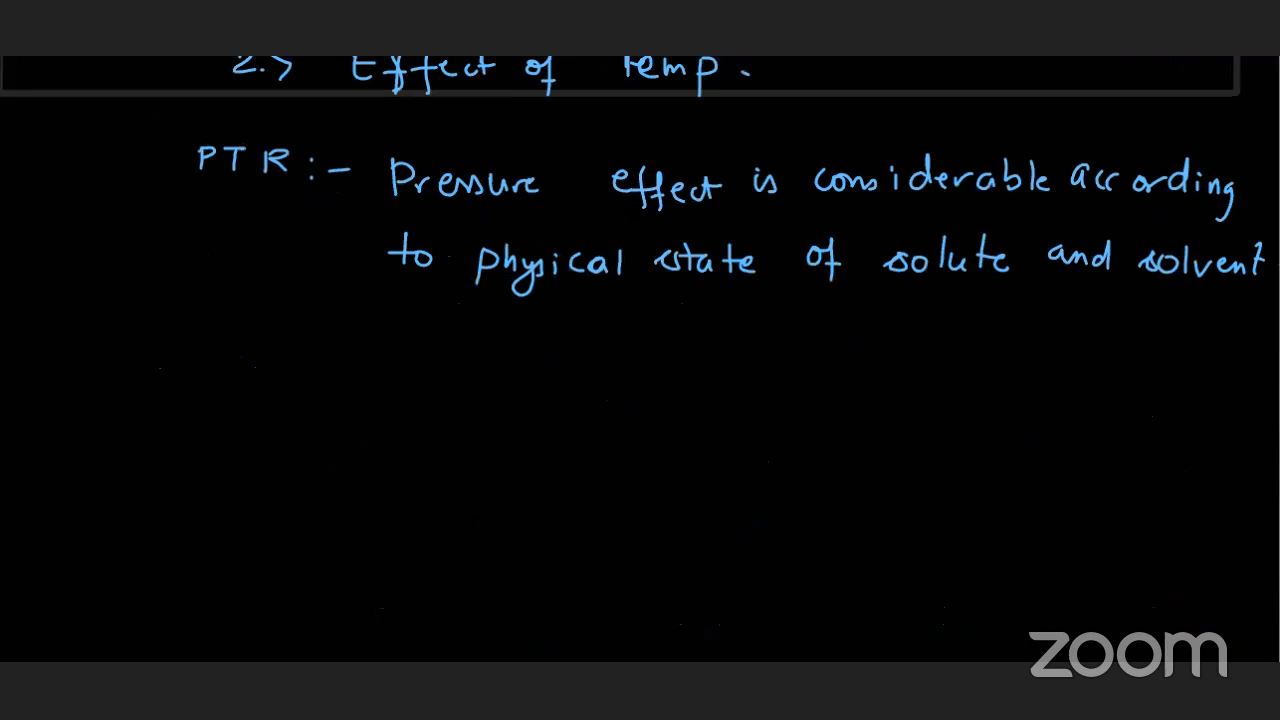 2.> Effect of Temp.
PTR :- Pressure effect is considerable according
to physical state of solute and solvent
zoom